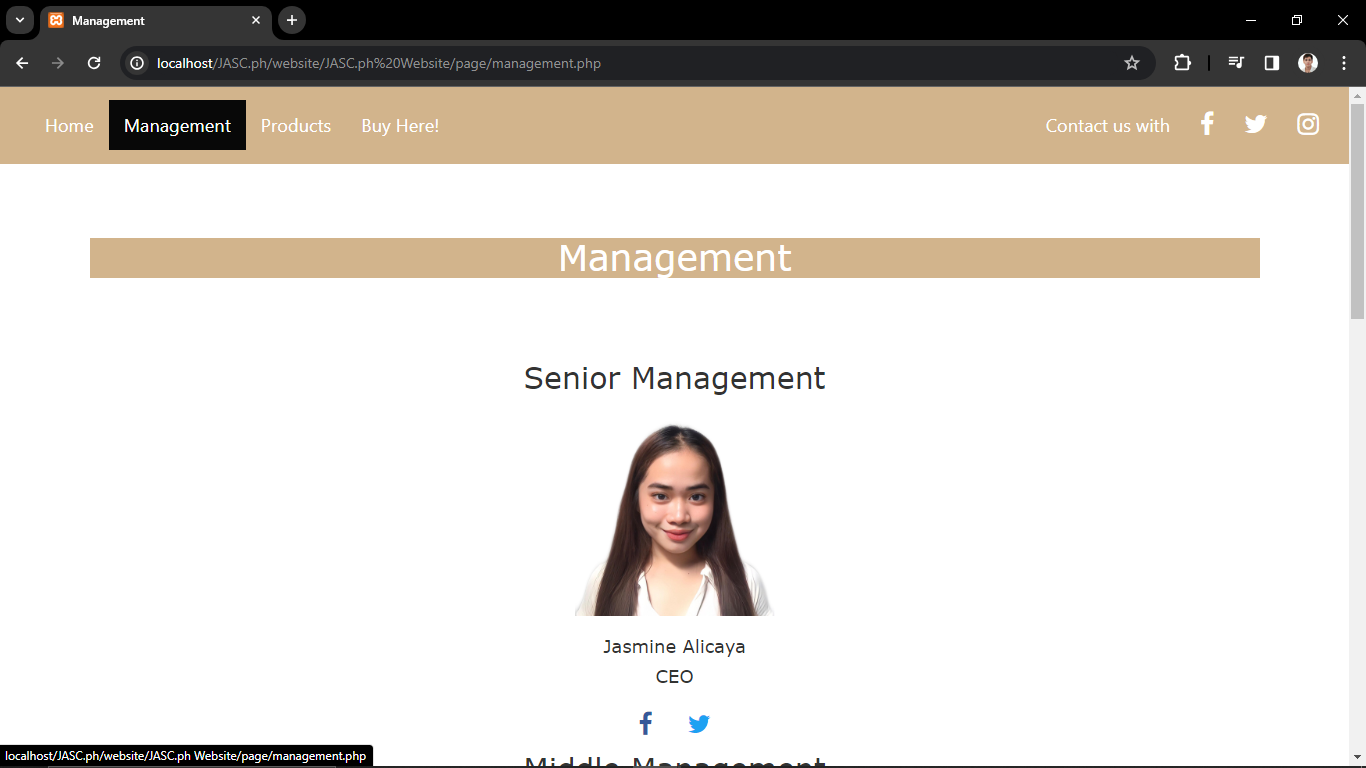 Management
localhost/JASC.ph/website/JASC.ph%20Website/page/management.php
Home Management Products Buy Here! Contact us with
Management
Senior Management
Jasmine Alicaya
CEO
localhost/JASC.ph/website/JASC.ph Website/page/management.php
Middle Management